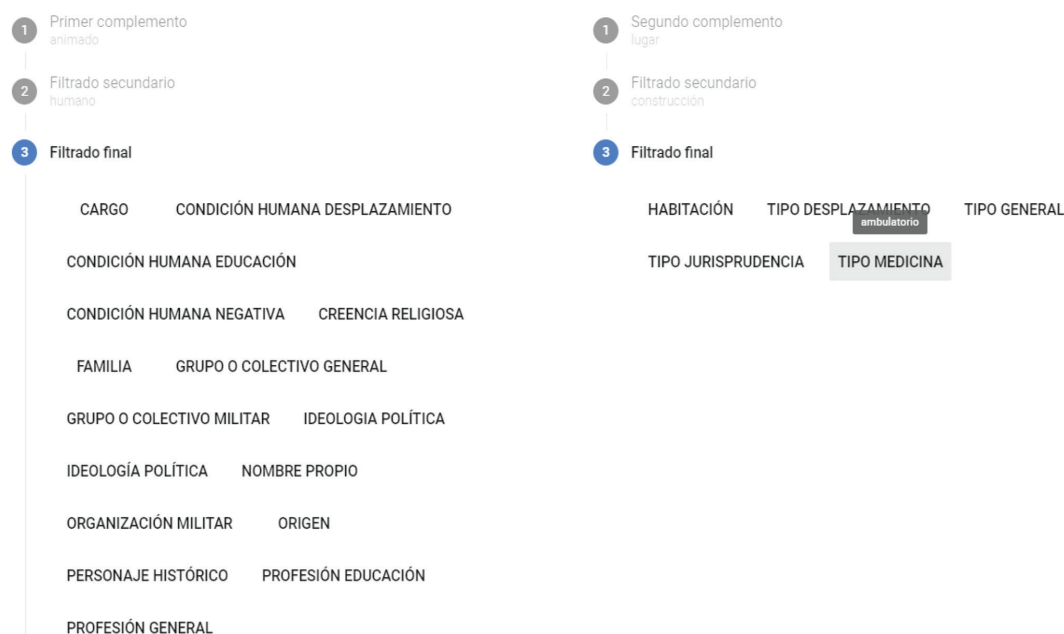 1 Primer complemento
animado
2 Filtrado secundario
humano
3 Filtrado final
CARGO CONDICIÓN HUMANA DESPLAZAMIENTO
CONDICIÓN HUMANA EDUCACIÓN
CONDICIÓN HUMANA NEGATIVA CREENCIA RELIGIOSA
FAMILIA GRUPO O COLECTIVO GENERAL
GRUPO O COLECTIVO MILITAR IDEOLOGIA POLÍTICA
IDEOLOGÍA POLÍTICA NOMBRE PROPIO
ORGANIZACIÓN MILITAR ORIGEN
PERSONAJE HISTÓRICO PROFESIÓN EDUCACIÓN
PROFESIÓN GENERAL
1 Segundo complemento
lugar
2 Filtrado secundario
construcción
3 Filtrado final
HABITACIÓN TIPO DESPLAZAMIENTO TIPO GENERAL
ambulatorio
TIPO JURISPRUDENCIA TIPO MEDICINA